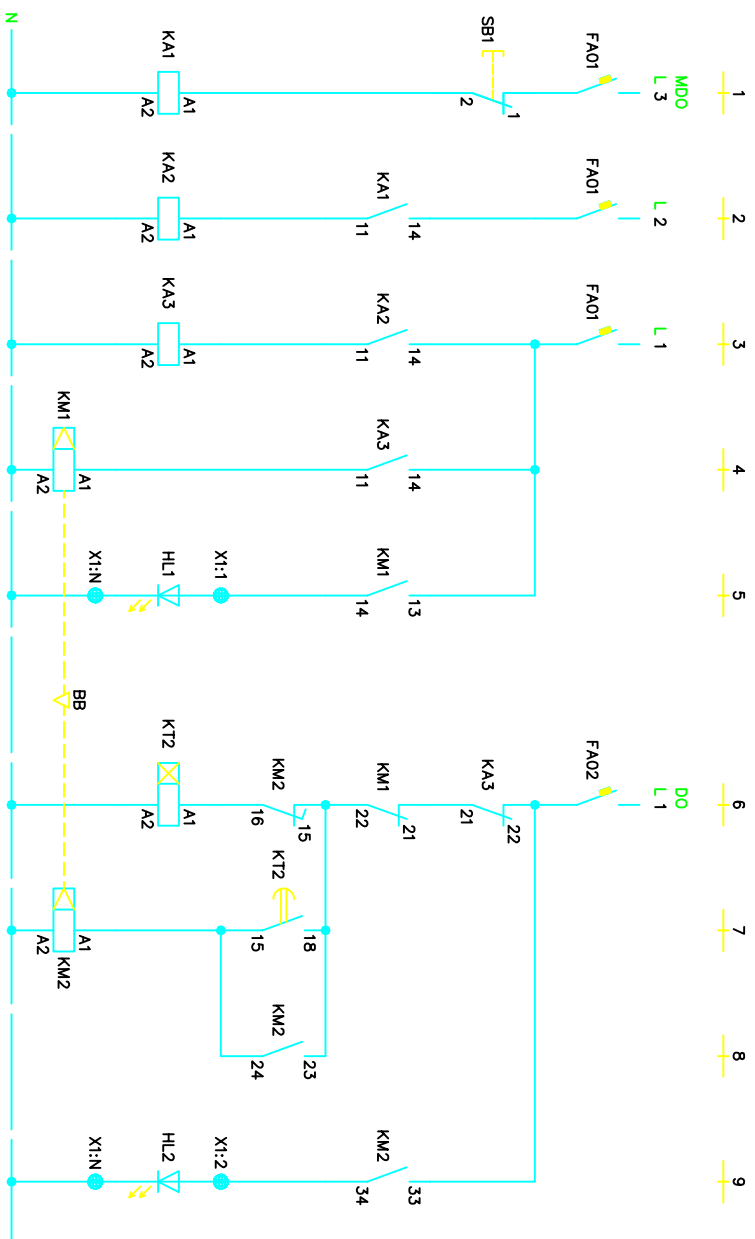 1
MDO
L
3
FA01
SB1
1
2
KA1
A1
A2
N
2
L
2
FA01
KA1
14
11
KA2
A1
A2
3
L
1
FA01
KA2
14
11
KA3
A1
A2
4
KA3
14
11
KM1
A1
A2
5
KM1
13
14
X1:1
HL1
X1:N
BB
6
DO
L
1
FA02
KA3
22
21
KM1
21
22
KM2
15
16
KT2
A1
A2
7
KT2
18
15
A1
A2
KM2
8
KM2
23
24
9
KM2
33
34
X1:2
HL2
X1:N